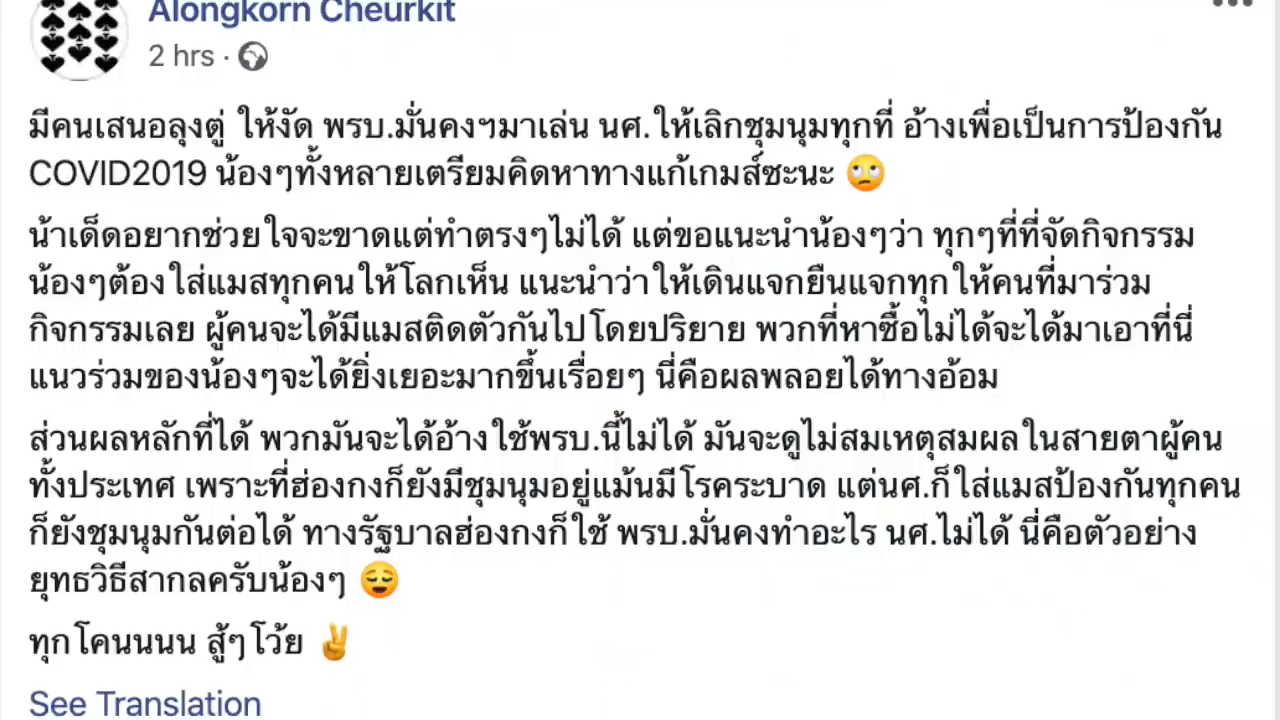 Alongkorn Cheurkit
2 hrs ·
มีคนเสนอลุงตู่ ให้งัด พรบ.มั่นคงฯมาเล่น นศ.ให้เลิกชุมนุมทุกที่ อ้างเพื่อเป็นการป้องกัน
COVID2019 น้องๆทั้งหลายเตรียมคิดหาทางแก้เกมส์ซะนะ 🙄
น้าเด็ดอยากช่วยใจจะขาดแต่ทำตรงๆไม่ได้ แต่ขอแนะนำน้องๆว่า ทุกๆที่ที่จัดกิจกรรม
น้องๆต้องใส่แมสทุกคนให้โลกเห็น แนะนำว่าให้เดินแจกยืนแจกทุกให้คนที่มาร่วม
กิจกรรมเลย ผู้คนจะได้มีแมสติดตัวกันไปโดยปริยาย พวกที่หาซื้อไม่ได้จะได้มาเอาที่นี่
แนวร่วมของน้องๆจะได้ยิ่งเยอะมากขึ้นเรื่อยๆ นี่คือผลพลอยได้ทางอ้อม
ส่วนผลหลักที่ได้ พวกมันจะได้อ้างใช้พรบ.นี้ไม่ได้ มันจะดูไม่สมเหตุสมผลในสายตาผู้คน
ทั้งประเทศ เพราะที่ฮ่องกงก็ยังมีชุมนุมอยู่แม้นมีโรคระบาด แต่นศ.ก็ใส่แมสป้องกันทุกคน
ก็ยังชุมนุมกันต่อได้ ทางรัฐบาลฮ่องกงก็ใช้ พรบ.มั่นคงทำอะไร นศ.ไม่ได้ นี่คือตัวอย่าง
ยุทธวิธีสากลครับน้องๆ 😌
ทุกโคนนนน สู้ๆโว้ย ✌️
See Translation